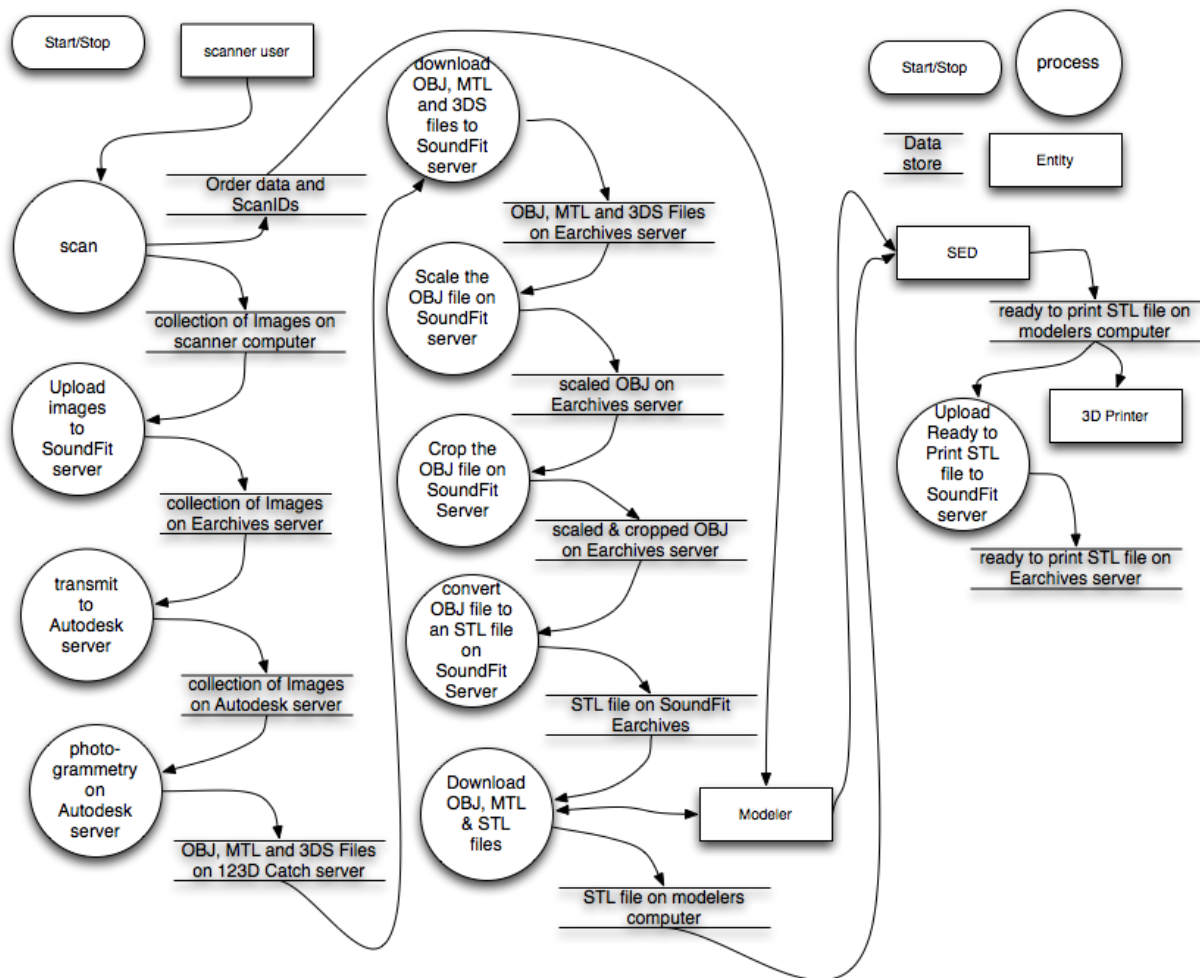 Start/Stop
scanner user
scan
Order data and
ScanIDs
collection of Images on
scanner computer
Upload
images
to
SoundFit
server
collection of Images
on Earchives server
transmit
to
Autodesk
server
collection of Images
on Autodesk server
photo-
grammetry
on
Autodesk
server
OBJ, MTL and 3DS Files
on 123D Catch server
download
OBJ, MTL
and 3DS
files to
SoundFit
server
OBJ, MTL and 3DS Files
on Earchives server
Scale the
OBJ file on
SoundFit
server
scaled OBJ on
Earchives server
Crop the
OBJ file on
SoundFit
Server
scaled & cropped OBJ
on Earchives server
convert
OBJ file to
an STL file
on
SoundFit
Server
STL file on SoundFit
Earchives
Download
OBJ, MTL
& STL
files
Modeler
STL file on modelers
computer
Start/Stop
process
Data
store
Entity
SED
ready to print STL file on
modelers computer
3D Printer
Upload
Ready to
Print STL
file to
SoundFit
server
ready to print STL file on
Earchives server